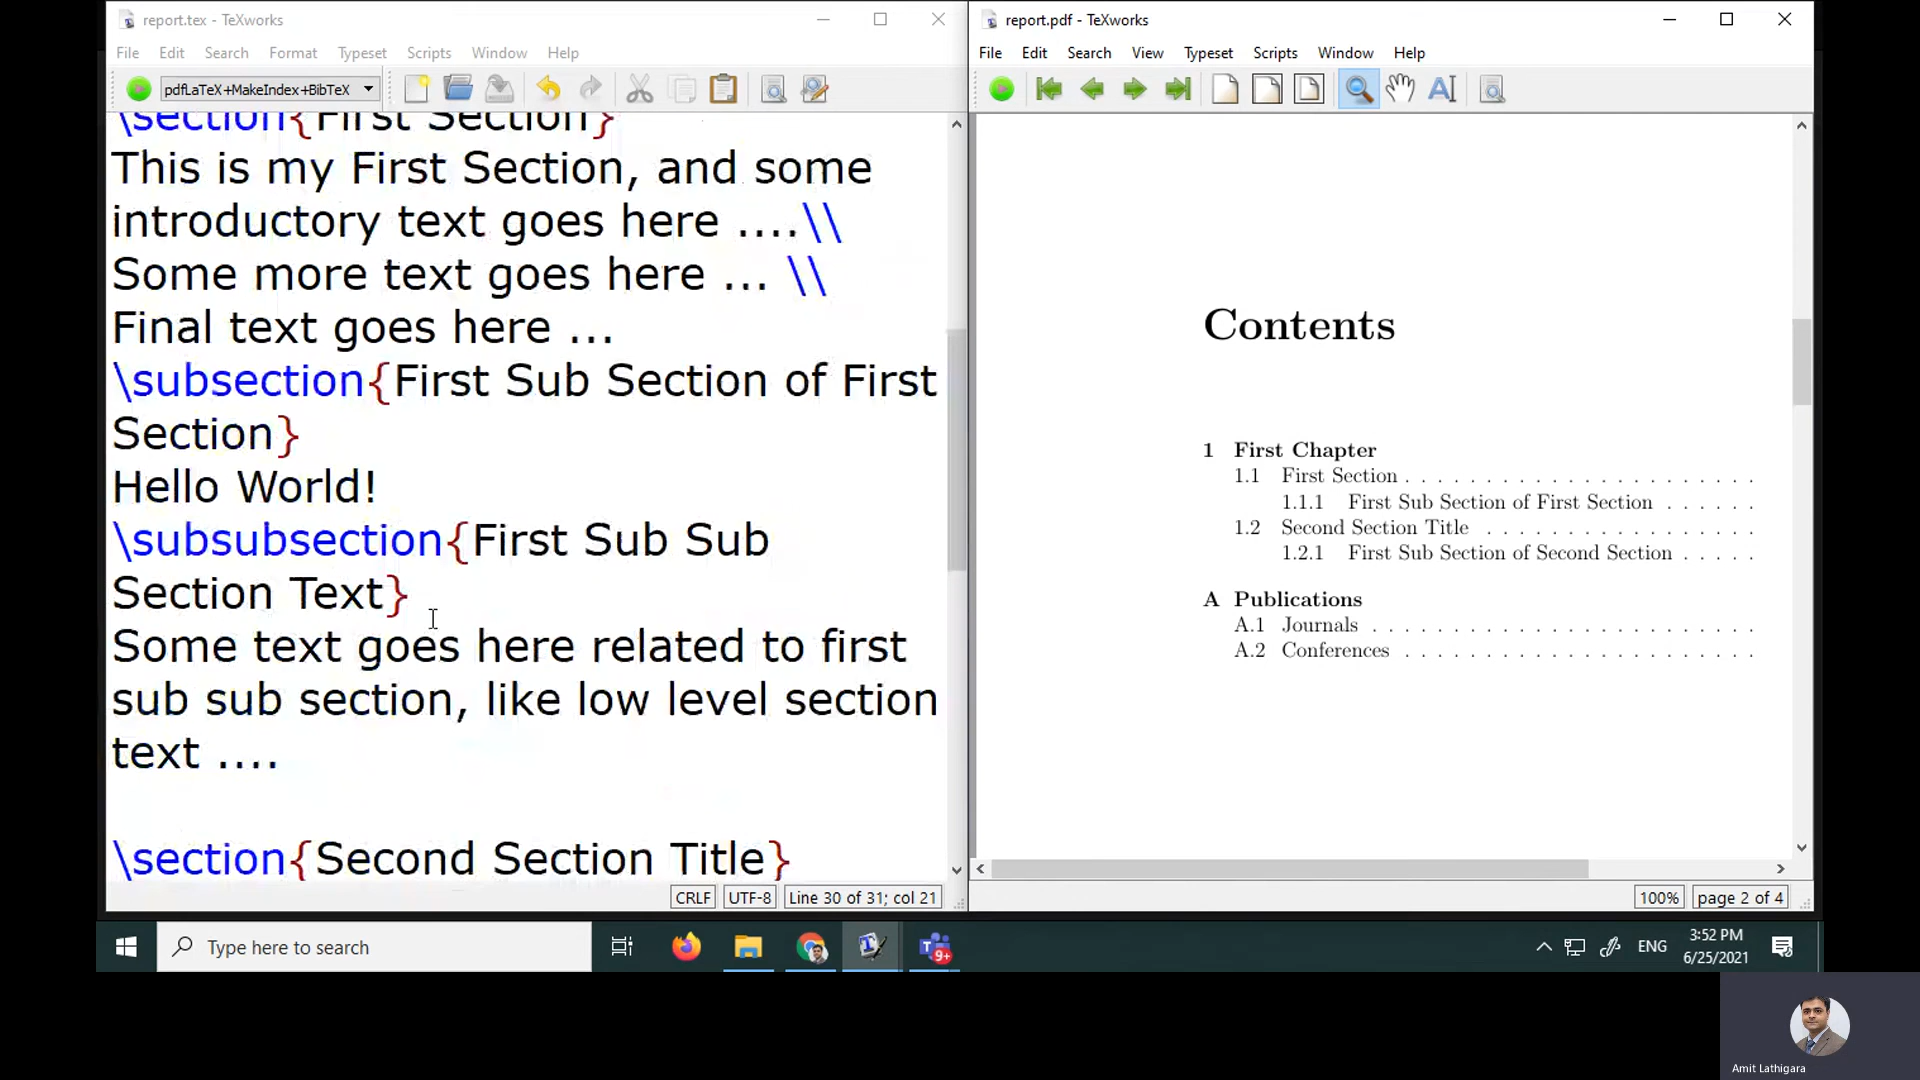 report.tex - TeXworks
File Edit Search Format Typeset Scripts Window Help
pdfLaTeX+MakeIndex+BibTeX
\section{First Section}
This is my First Section, and some
introductory text goes here ....\\
Some more text goes here ... \\
Final text goes here ...
\subsection{First Sub Section of First
Section}
Hello World!
\subsubsection{First Sub Sub
Section Text}
Some text goes here related to first
sub sub section, like low level section
text ....
\section{Second Section Title}
CRLF UTF-8 Line 30 of 31; col 21
report.pdf - TeXworks
File Edit Search View Typeset Scripts Window Help
Contents
1 First Chapter
1.1 First Section . . . . . . . . . . . . . . . . . . . . . .
1.1.1 First Sub Section of First Section . . . . . .
1.2 Second Section Title . . . . . . . . . . . . . . . . .
1.2.1 First Sub Section of Second Section . . . . .
A Publications
A.1 Journals . . . . . . . . . . . . . . . . . . . . . . . .
A.2 Conferences . . . . . . . . . . . . . . . . . . . . . .
100% page 2 of 4
Type here to search
9+
ENG
3:52 PM
6/25/2021
Amit Lathigara